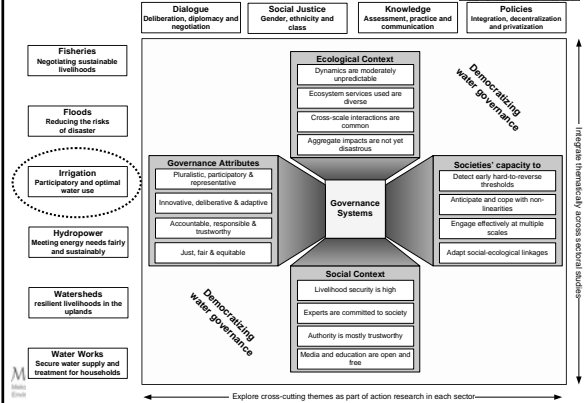 Dialogue
Deliberation, diplomacy and
negotiation
Social Justice
Gender, ethnicity and
class
Knowledge
Assessment, practice and
communication
Policies
Integration, decentralization
and privatization
Fisheries
Negotiating sustainable
livelihoods
Floods
Reducing the risks
of disaster
Irrigation
Participatory and optimal
water use
Hydropower
Meeting energy needs fairly
and sustainably
Watersheds
resilient livelihoods in the
uplands
Water Works
Secure water supply and
treatment for households
Ecological Context
Dynamics are moderately
unpredictable
Ecosystem services used are
diverse
Cross-scale interactions are
common
Aggregate impacts are not yet
disastrous
Democratizing
water governance
Governance Attributes
Pluralistic, participatory &
representative
Innovative, deliberative & adaptive
Accountable, responsible &
trustworthy
Just, fair & equitable
Governance
Systems
Societies' capacity to
Detect early hard-to-reverse
thresholds
Anticipate and cope with non-
linearities
Engage effectively at multiple
scales
Adapt social-ecological linkages
Social Context
Livelihood security is high
Experts are committed to society
Authority is mostly trustworthy
Media and education are open and
free
Democratizing
water governance
Integrate thematically across sectoral studies
Explore cross-cutting themes as part of action research in each sector